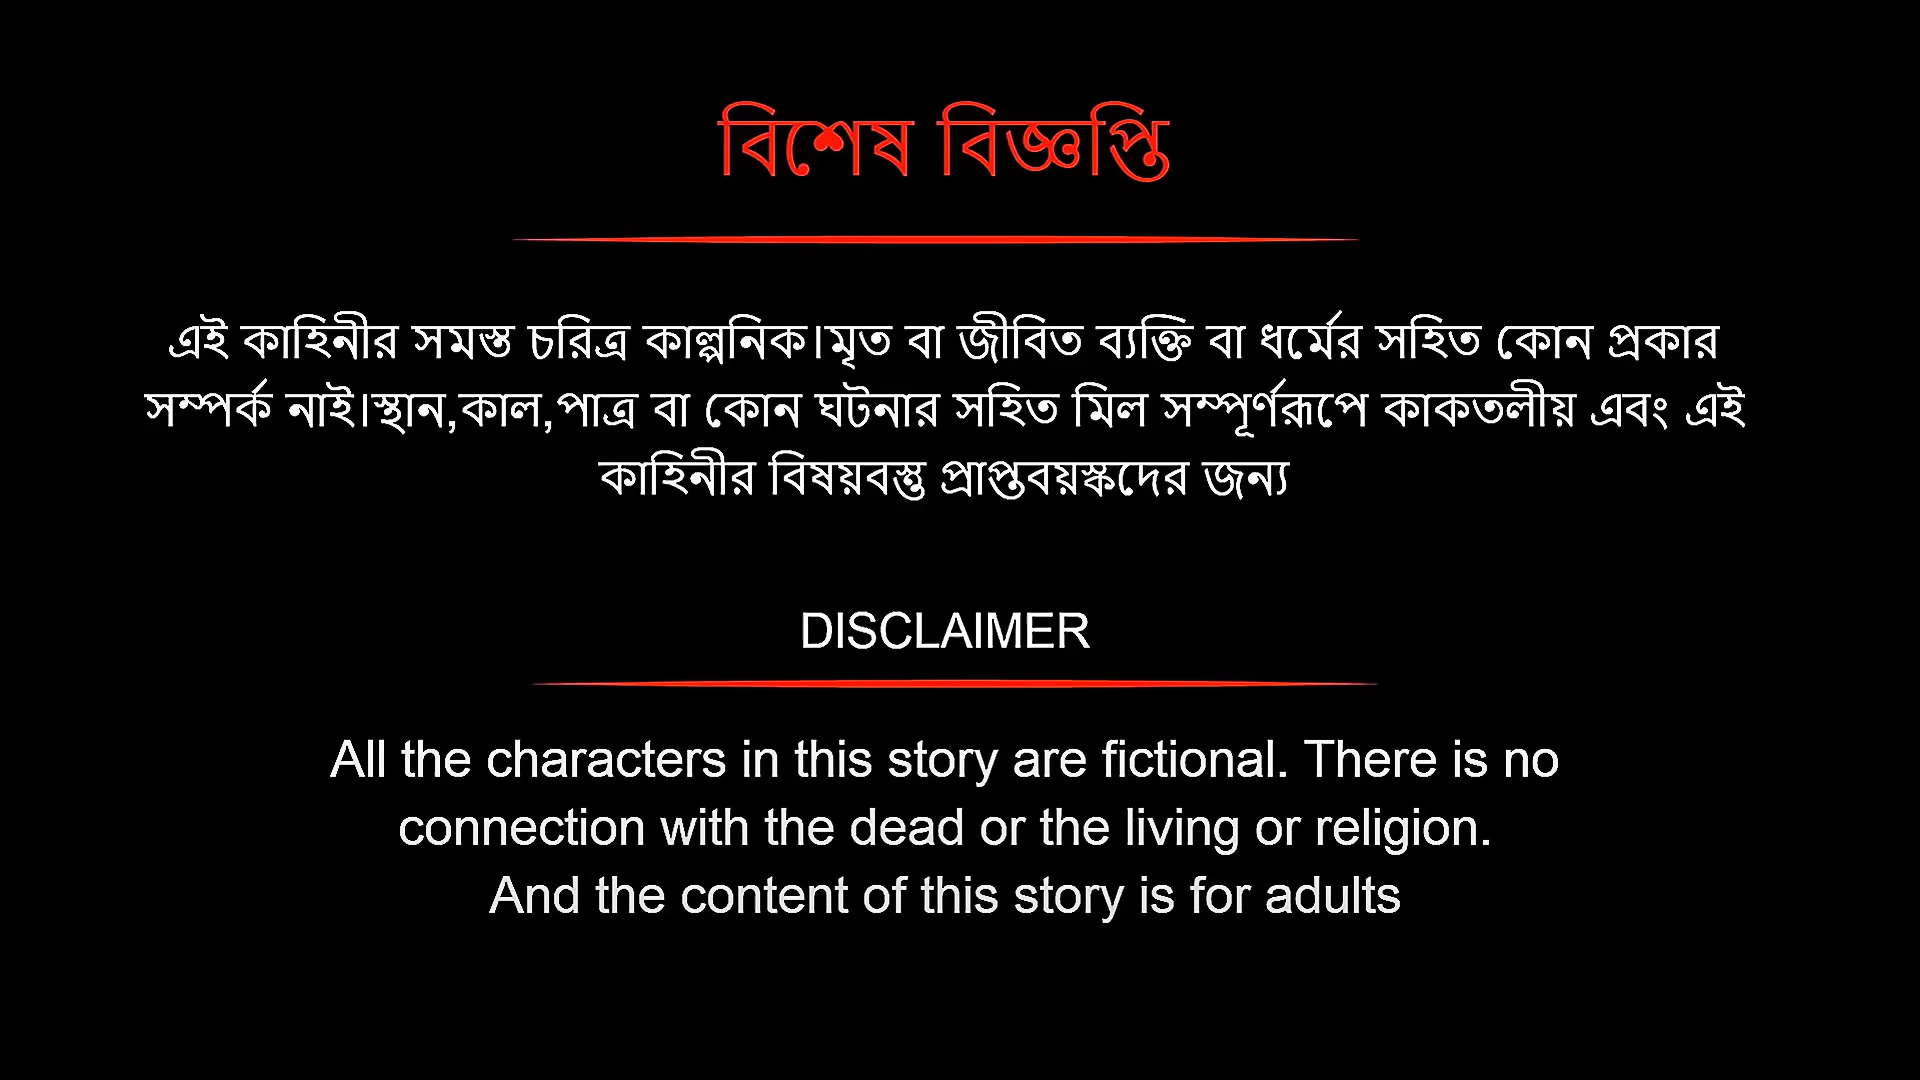 বিশেষ বিজ্ঞপ্তি
এই কাহিনীর সমস্ত চরিত্র কাল্পনিক।মৃত বা জীবিত ব্যক্তি বা ধর্মের সহিত কোন প্রকার
সম্পর্ক নাই।স্থান,কাল,পাত্র বা কোন ঘটনার সহিত মিল সম্পূর্ণরূপে কাকতলীয় এবং এই
কাহিনীর বিষয়বস্তু প্রাপ্তবয়স্কদের জন্য
DISCLAIMER
All the characters in this story are fictional. There is no
connection with the dead or the living or religion.
And the content of this story is for adults